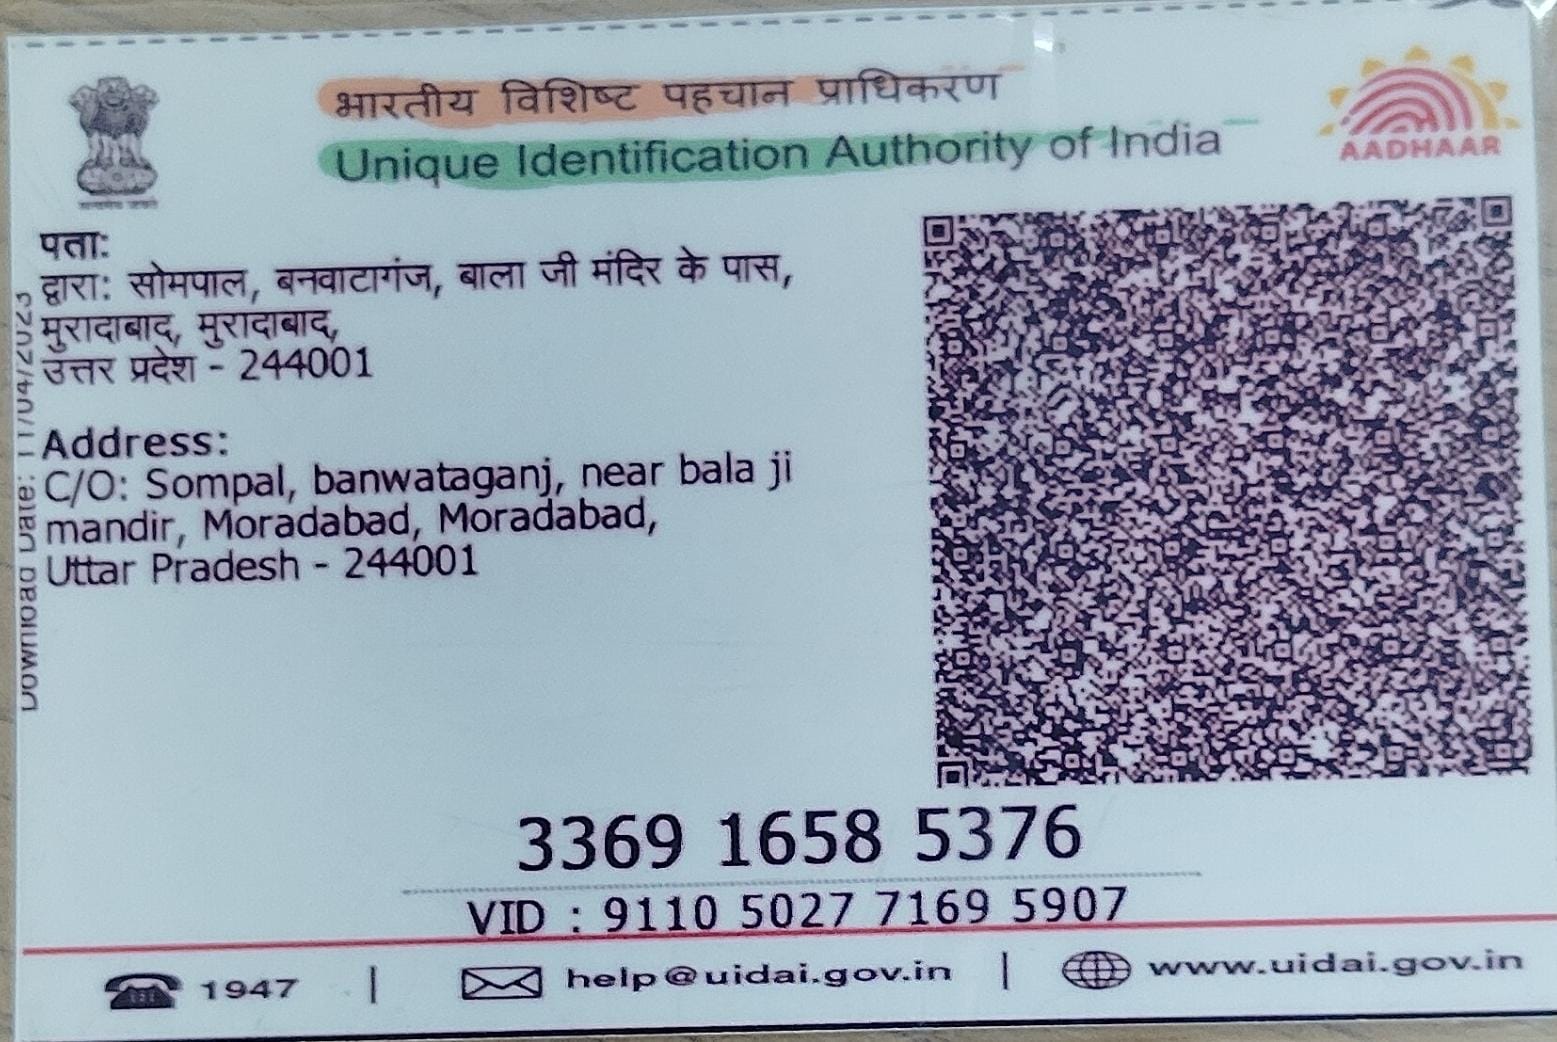 भारतीय विशिष्ट पहचान प्राधिकरण
Unique Identification Authority of India
AADHAAR
पता:
द्वारा: सोमपाल, बनवाटागंज, बाला जी मंदिर के पास,
मुरादाबाद, मुरादाबाद,
उत्तर प्रदेश - 244001
Address:
C/O: Sompal, banwataganj, near bala ji
mandir, Moradabad, Moradabad,
Uttar Pradesh - 244001
Download Date: 11/04/2023
3369 1658 5376
VID : 9110 5027 7169 5907
1947 | help@uidai.gov.in | www.uidai.gov.in